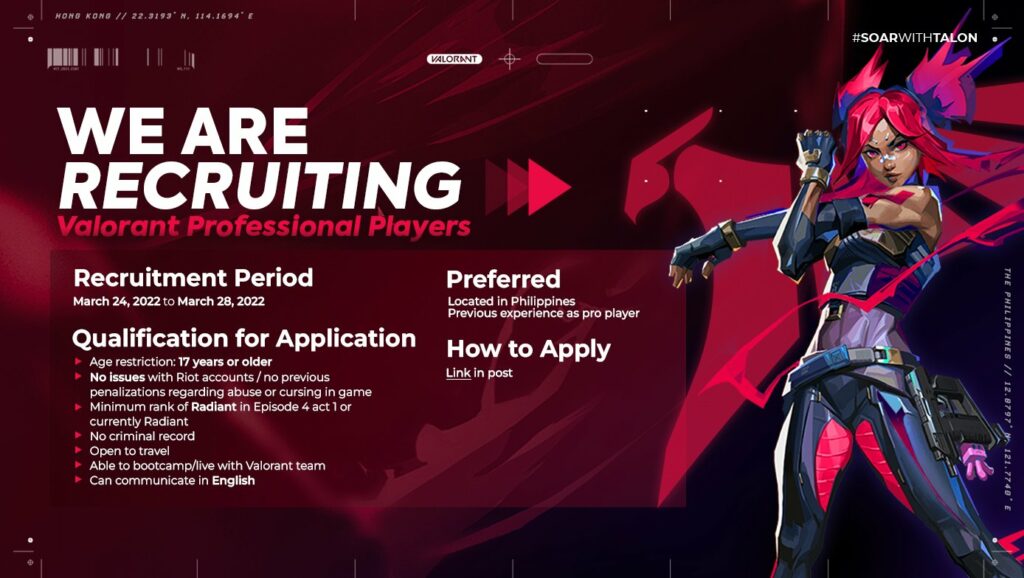 HONG KONG // 22.3193° N, 114.1694° E
#SOARWITHTALON
VALORANT
WE ARE
RECRUITING
Valorant Professional Players
Recruitment Period
March 24, 2022 to March 28, 2022
Qualification for Application
Age restriction: 17 years or older
No issues with Riot accounts / no previous
penalizations regarding abuse or cursing in game
Minimum rank of Radiant in Episode 4 act 1 or
currently Radiant
No criminal record
Open to travel
Able to bootcamp/live with Valorant team
Can communicate in English
Preferred
Located in Philippines
Previous experience as pro player
How to Apply
Link in post
THE PHILIPPINES // 12.8797° N, 121.7740° E